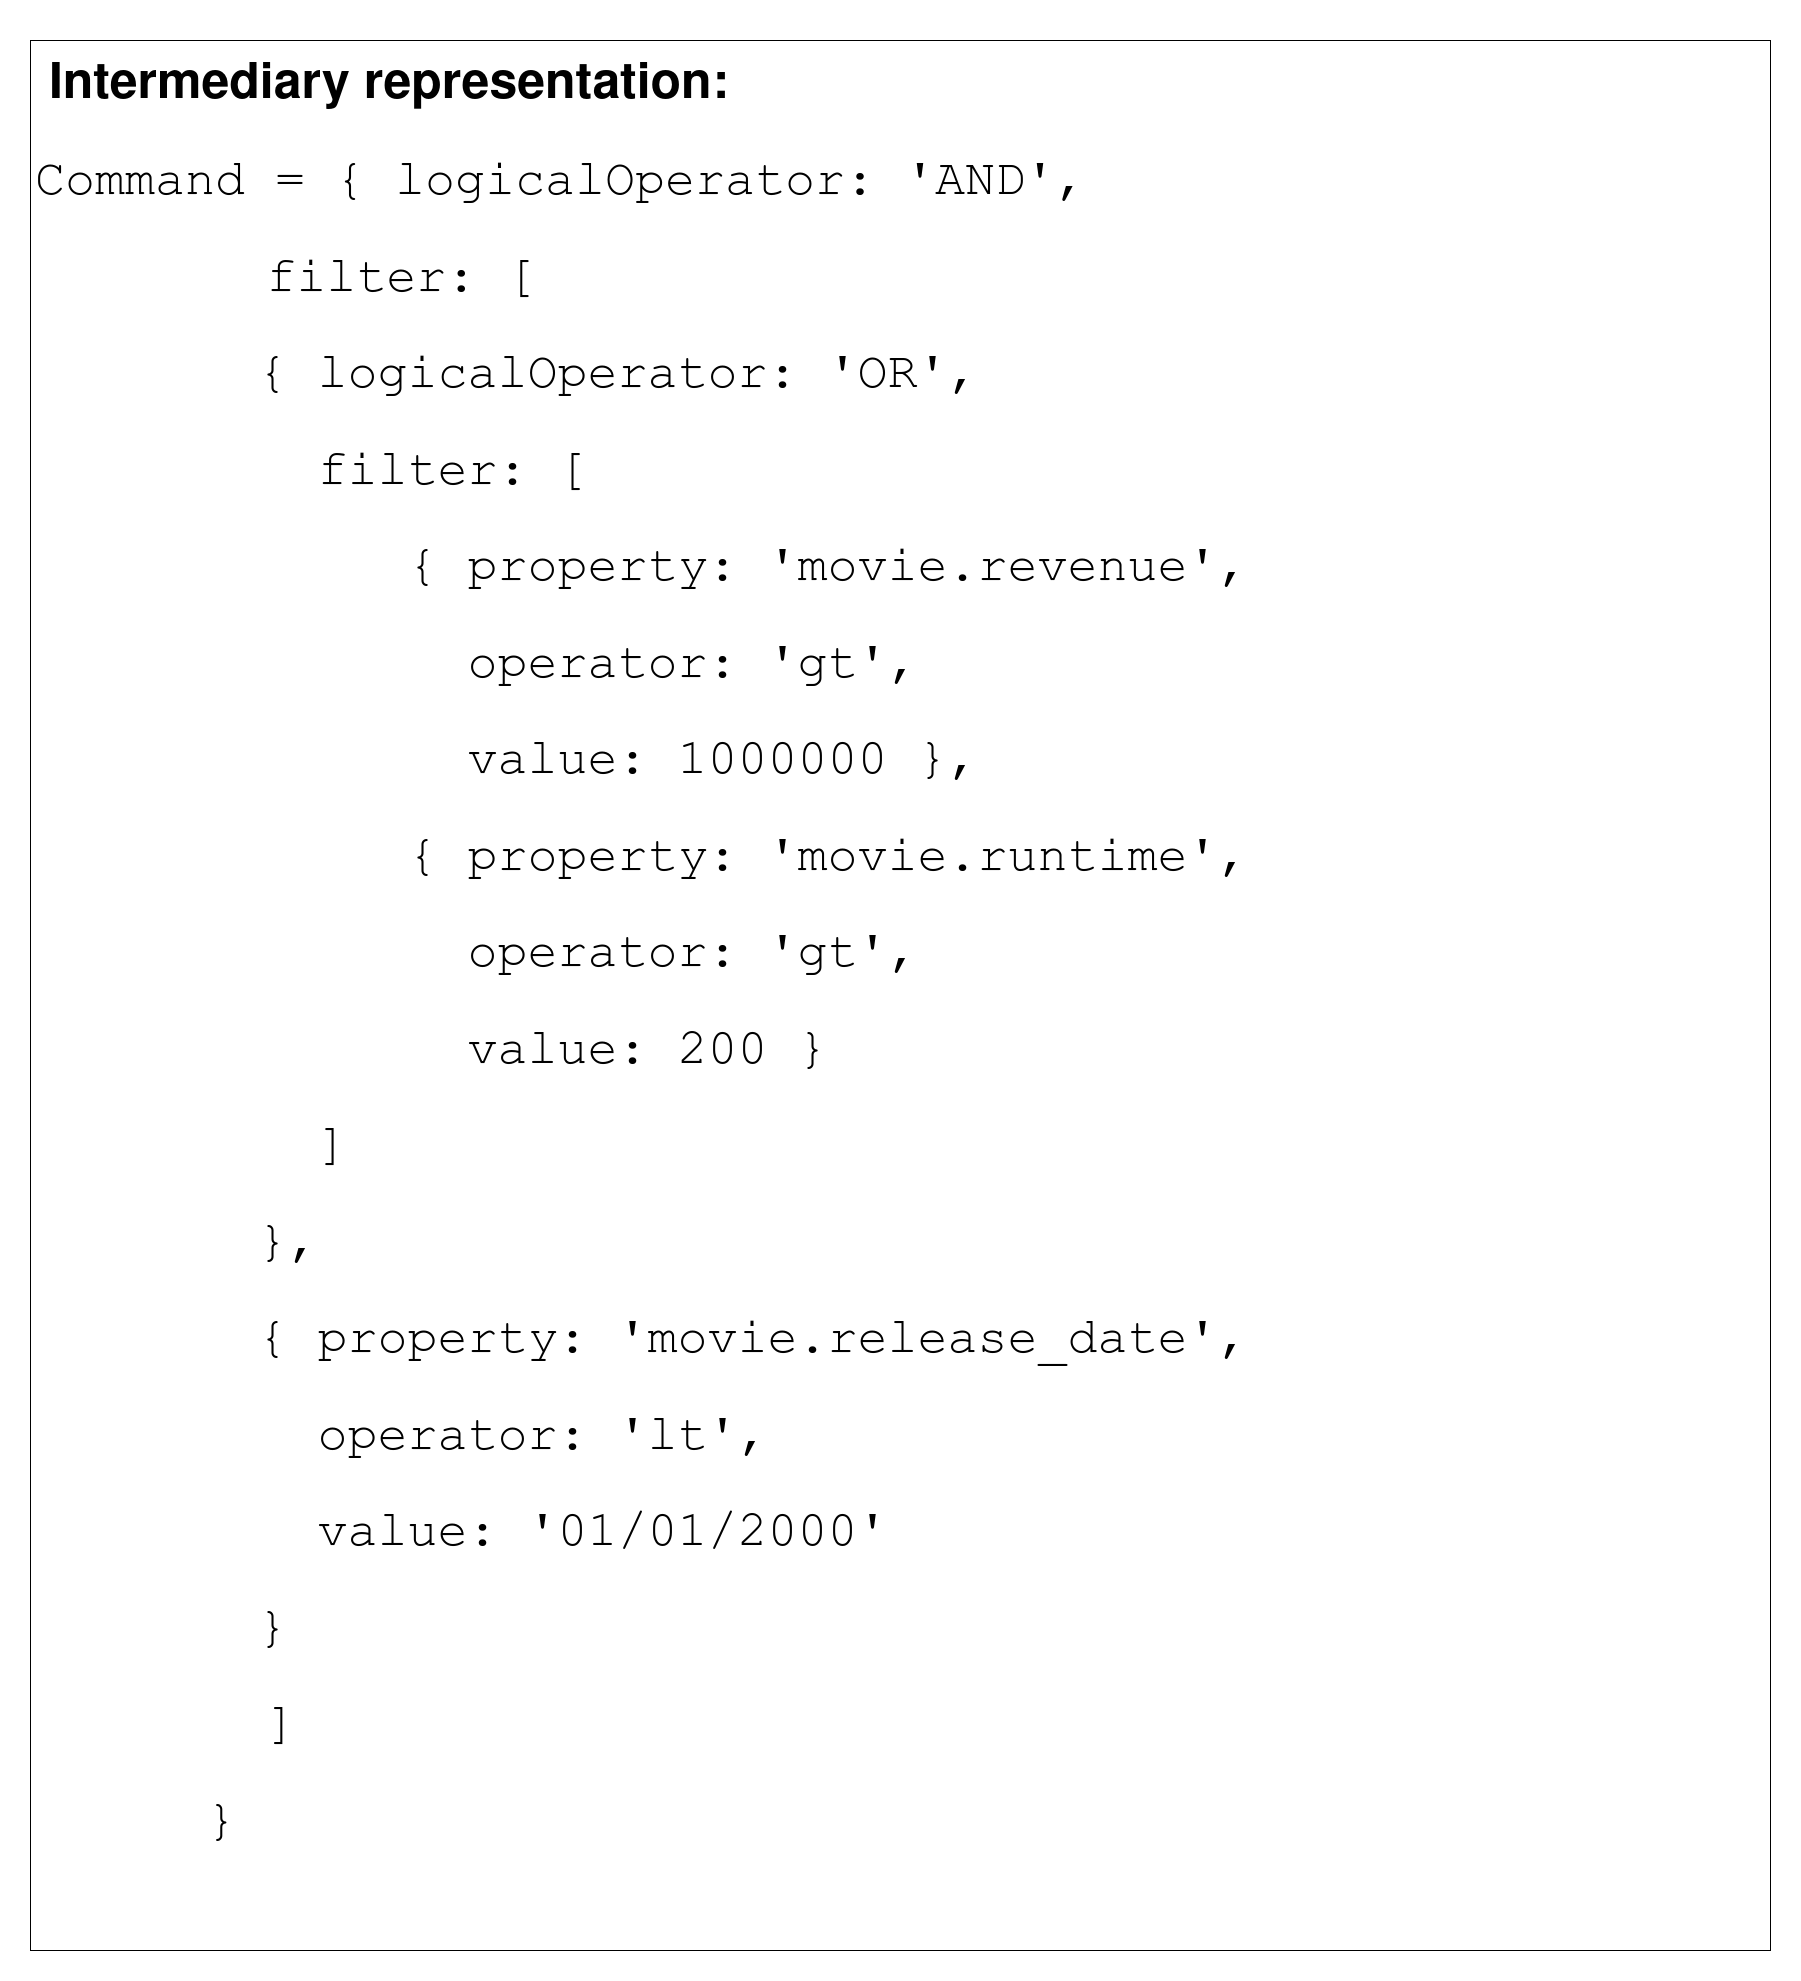 Intermediary representation:
Command = { logicalOperator: 'AND',
filter: [
{ logicalOperator: 'OR',
filter: [
{ property: 'movie.revenue',
operator: 'gt',
value: 1000000 },
{ property: 'movie.runtime',
operator: 'gt',
value: 200 }
]
},
{ property: 'movie.release_date',
operator: 'lt',
value: '01/01/2000'
}
]
}